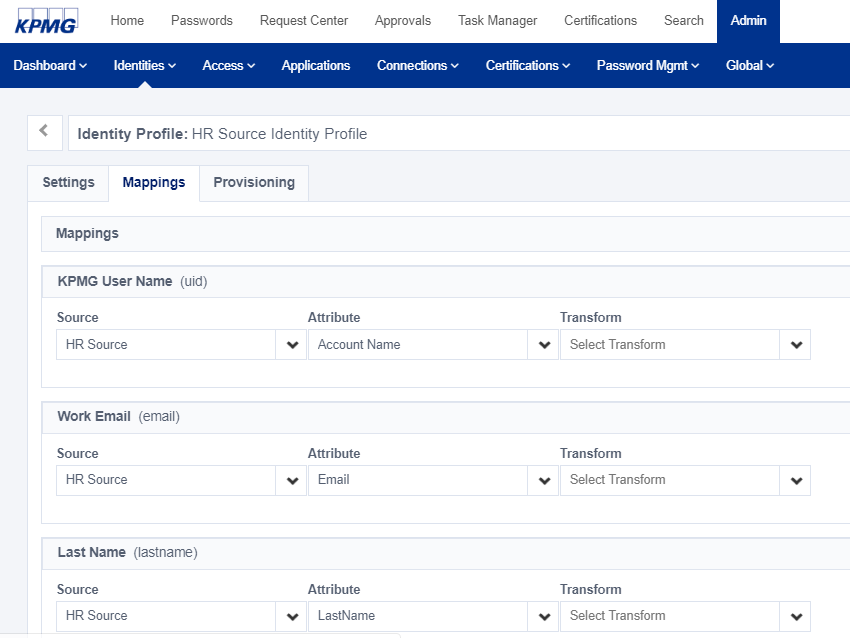 KPMG Home Passwords Request Center Approvals Task Manager Certifications Search Admin
Dashboard Identities Access Applications Connections Certifications Password Mgmt Global
Identity Profile: HR Source Identity Profile
Settings Mappings Provisioning
Mappings
KPMG User Name (uid)
Source Attribute Transform
HR Source Account Name Select Transform
Work Email (email)
Source Attribute Transform
HR Source Email Select Transform
Last Name (lastname)
Source Attribute Transform
HR Source LastName Select Transform